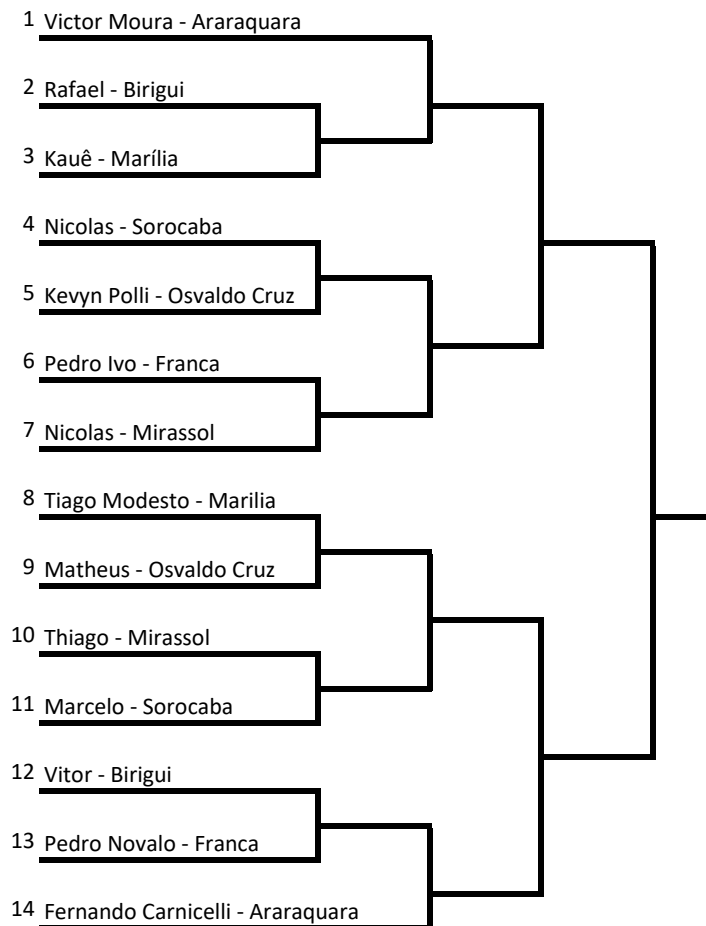 1 Victor Moura - Araraquara
2 Rafael - Birigui
3 Kauê - Marília
4 Nicolas - Sorocaba
5 Kevyn Polli - Osvaldo Cruz
6 Pedro Ivo - Franca
7 Nicolas - Mirassol
8 Tiago Modesto - Marilia
9 Matheus - Osvaldo Cruz
10 Thiago - Mirassol
11 Marcelo - Sorocaba
12 Vitor - Birigui
13 Pedro Novalo - Franca
14 Fernando Carnicelli - Araraquara